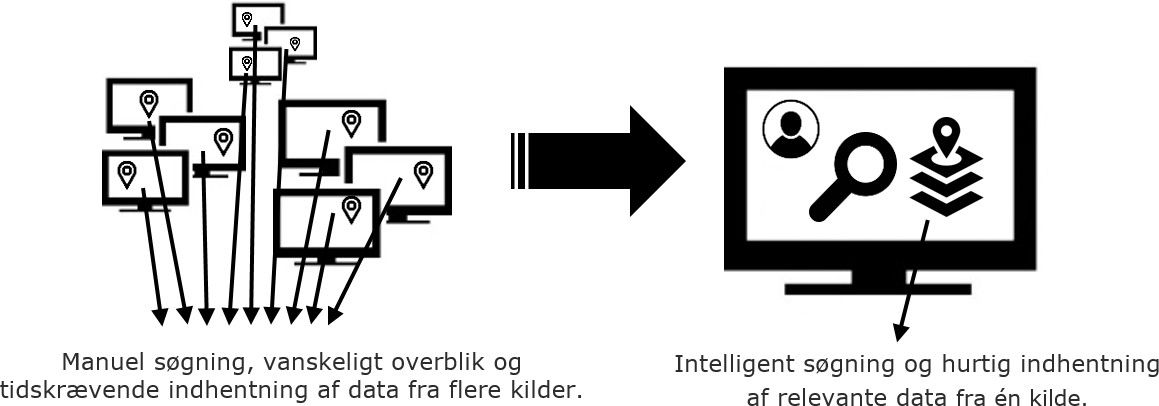 Manuel søgning, vanskeligt overblik og
tidskrævende indhentning af data fra flere kilder.
Intelligent søgning og hurtig indhentning
af relevante data fra én kilde.